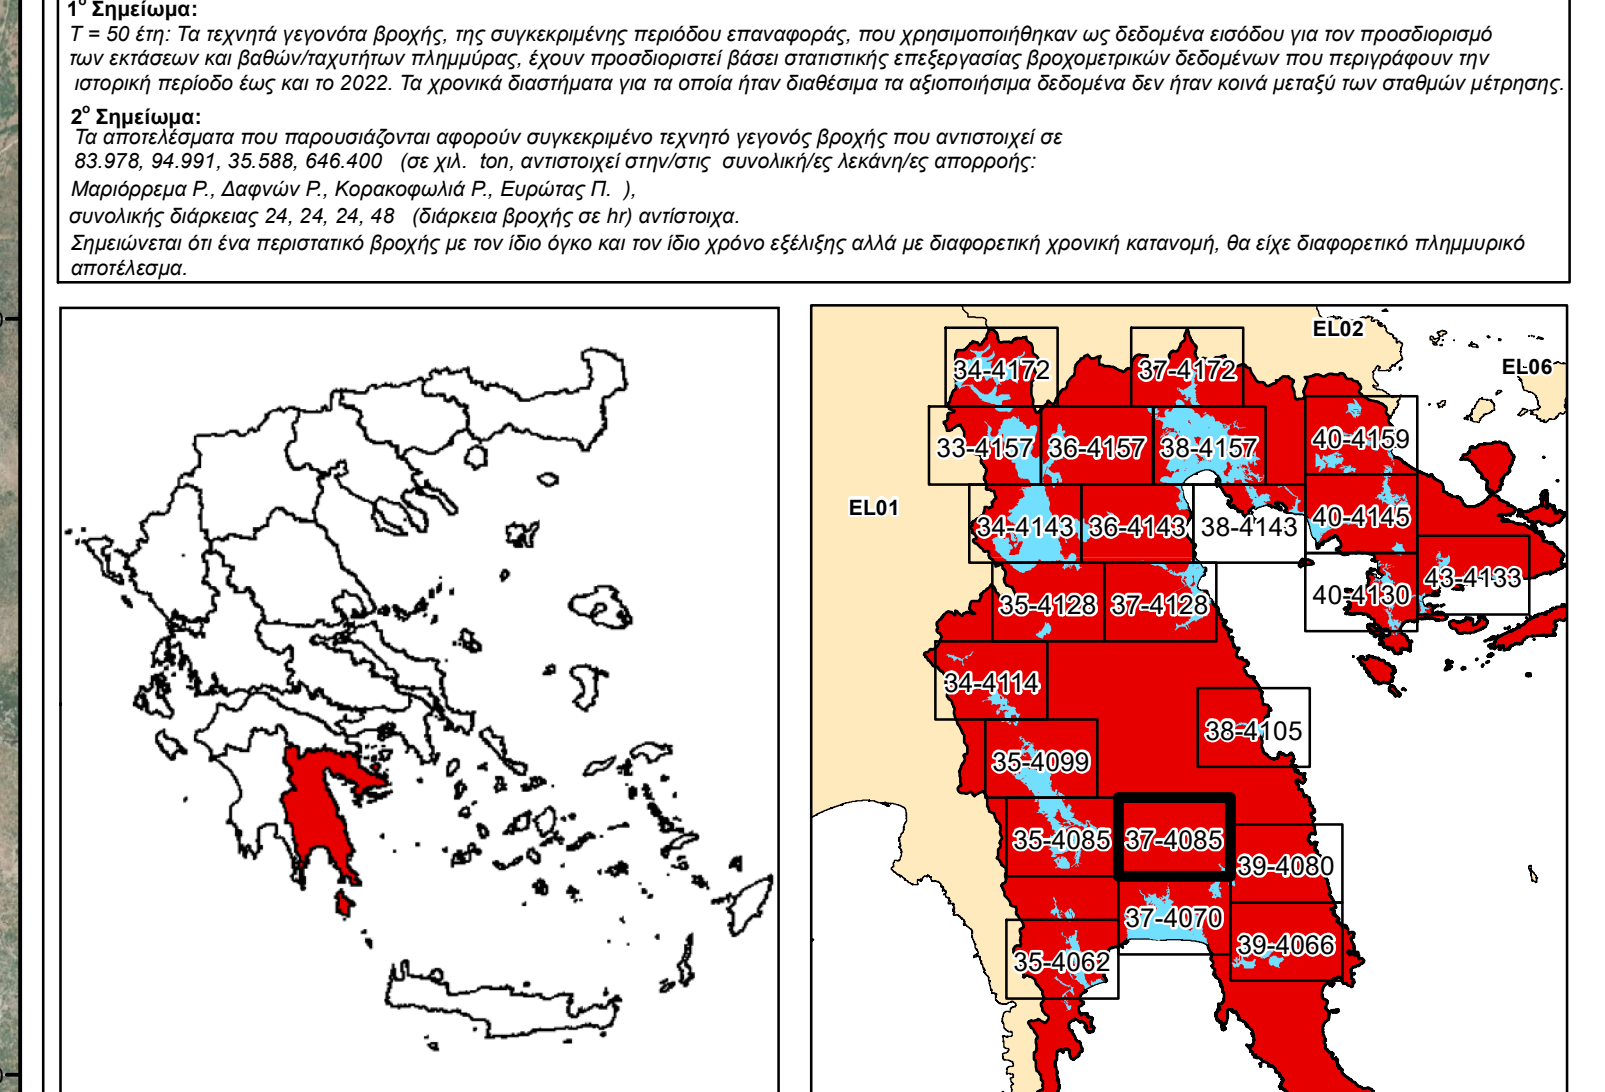 1ο Σημείωμα:
T = 50 έτη: Τα τεχνητά γεγονότα βροχής, της συγκεκριμένης περιόδου επαναφοράς, που χρησιμοποιήθηκαν ως δεδομένα εισόδου για τον προσδιορισμό
των εκτάσεων και βαθών/ταχυτήτων πλημμύρας, έχουν προσδιοριστεί βάσει στατιστικής επεξεργασίας βροχομετρικών δεδομένων που περιγράφουν την
ιστορική περίοδο έως και το 2022. Τα χρονικά διαστήματα για τα οποία ήταν διαθέσιμα τα αξιοποιήσιμα δεδομένα δεν ήταν κοινά μεταξύ των σταθμών μέτρησης.
2ο Σημείωμα:
Τα αποτελέσματα που παρουσιάζονται αφορούν συγκεκριμένο τεχνητό γεγονός βροχής που αντιστοιχεί σε
83.978, 94.991, 35.588, 646.400 (σε χιλ. ton, αντιστοιχεί στην/στις συνολική/ες λεκάνη/ες απορροής:
Μαριόρρεμα Ρ., Δαφνών Ρ., Κορακοφωλιά Ρ., Ευρώτας Π. ),
συνολικής διάρκειας 24, 24, 24, 48 (διάρκεια βροχής σε hr) αντίστοιχα.
Σημειώνεται ότι ένα περιστατικό βροχής με τον ίδιο όγκο και τον ίδιο χρόνο εξέλιξης αλλά με διαφορετική χρονική κατανομή, θα είχε διαφορετικό πλημμυρικό
αποτέλεσμα.
EL02
EL06
34-4172
37-4172
33-4157
36-4157
38-4157
40-4159
EL01
34-4143
36-4143
38-4143
40-4145
35-4128
37-4128
40-4130
43-4133
34-4114
38-4105
35-4099
35-4085
37-4085
39-4080
37-4070
39-4066
35-4062